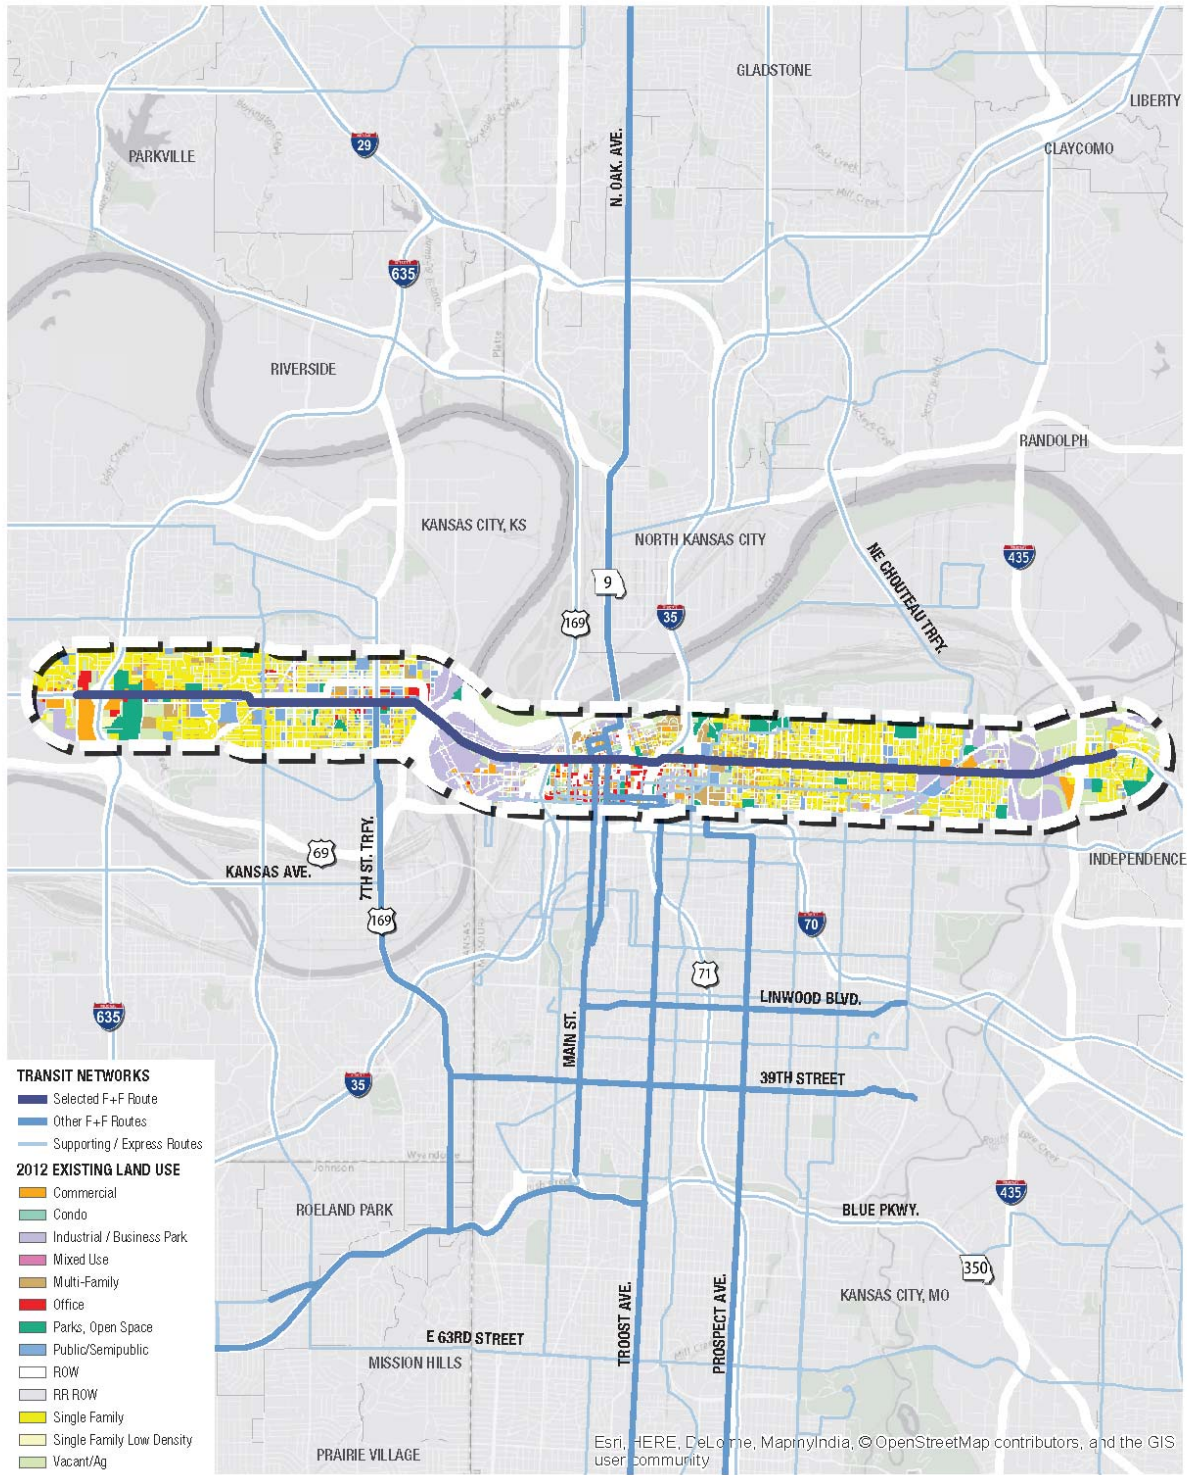 GLADSTONE
LIBERTY
CLAYCOMO
PARKVILLE
29
N. OAK. AVE.
635
RIVERSIDE
Platte
RANDOLPH
KANSAS CITY, KS
NORTH KANSAS CITY
9
435
NE CHOUTEAU TRFY.
169
35
INDEPENDENCE
69
KANSAS AVE.
7TH ST. TRFY.
169
70
71
LINWOOD BLVD.
MAIN ST.
635
35
39TH STREET
Johnson
Wyandotte
435
ROELAND PARK
BLUE PKWY.
350
KANSAS CITY, MO
TROOST AVE.
PROSPECT AVE.
E 63RD STREET
MISSION HILLS
PRAIRIE VILLAGE
TRANSIT NETWORKS
Selected F+F Route
Other F+F Routes
Supporting / Express Routes
2012 EXISTING LAND USE
Commercial
Condo
Industrial / Business Park
Mixed Use
Multi-Family
Office
Parks, Open Space
Public/Semipublic
ROW
RR ROW
Single Family
Single Family Low Density
Vacant/Ag
Esri, HERE, DeLorme, MapmyIndia, © OpenStreetMap contributors, and the GIS
user community